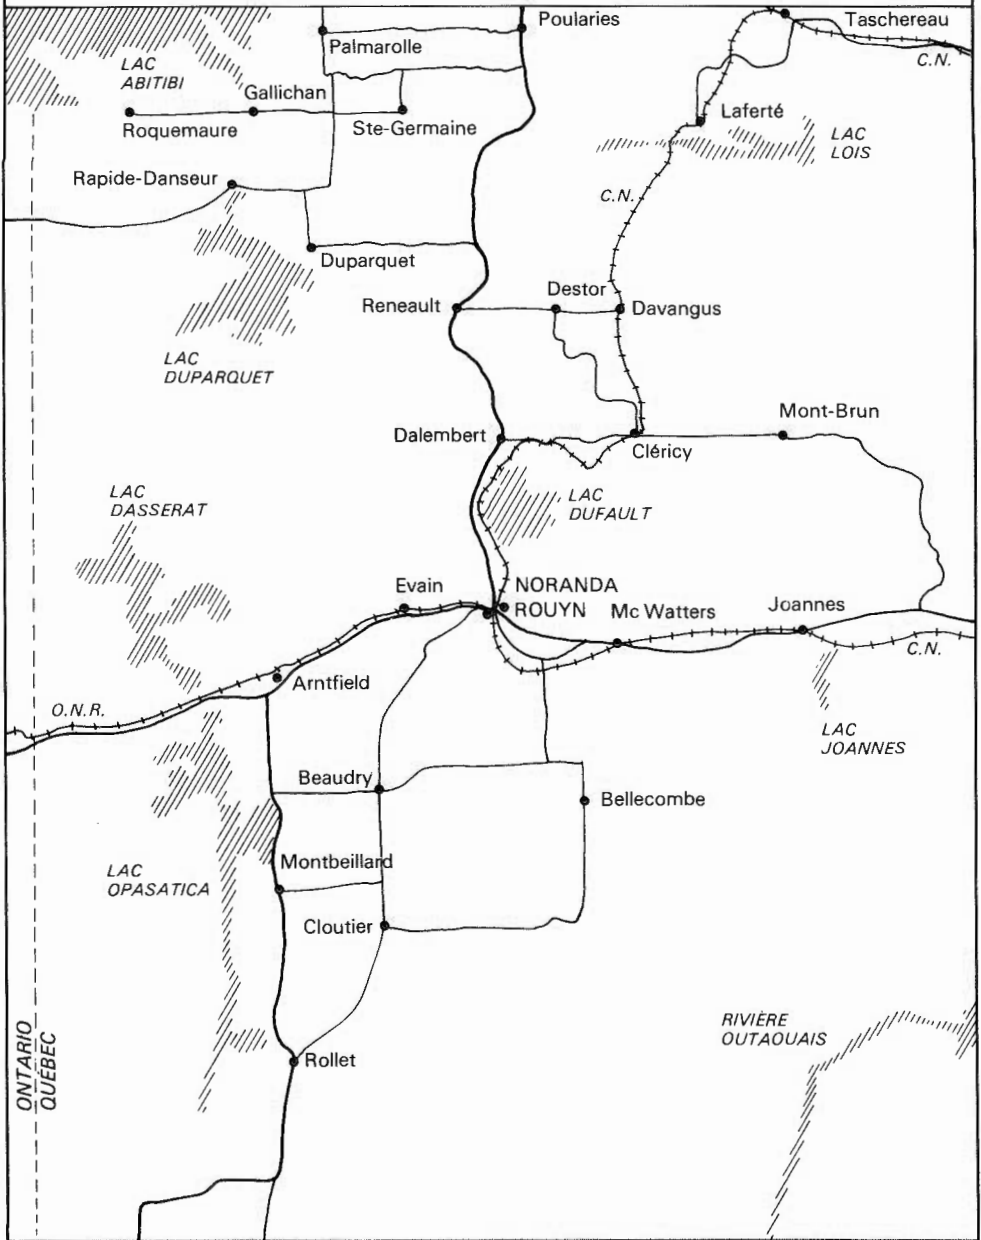 Poularies
Taschereau
Palmarolle
C.N.
LAC
ABITIBI
Gallichan
Laferté
Roquemaure
Ste-Germaine
LAC
LOIS
Rapide-Danseur
C.N.
Duparquet
Destor
Reneault
Davangus
LAC
DUPARQUET
Mont-Brun
Dalembert
Cléricy
LAC
DASSERAT
LAC
DUFAULT
Evain
NORANDA
ROUYN
Mc Watters
Joannes
C.N.
Arntfield
O.N.R.
LAC
JOANNES
Beaudry
Bellecombe
Montbeillard
LAC
OPASATICA
Cloutier
RIVIÈRE
OUTAOUAIS
ONTARIO
QUÉBEC
Rollet